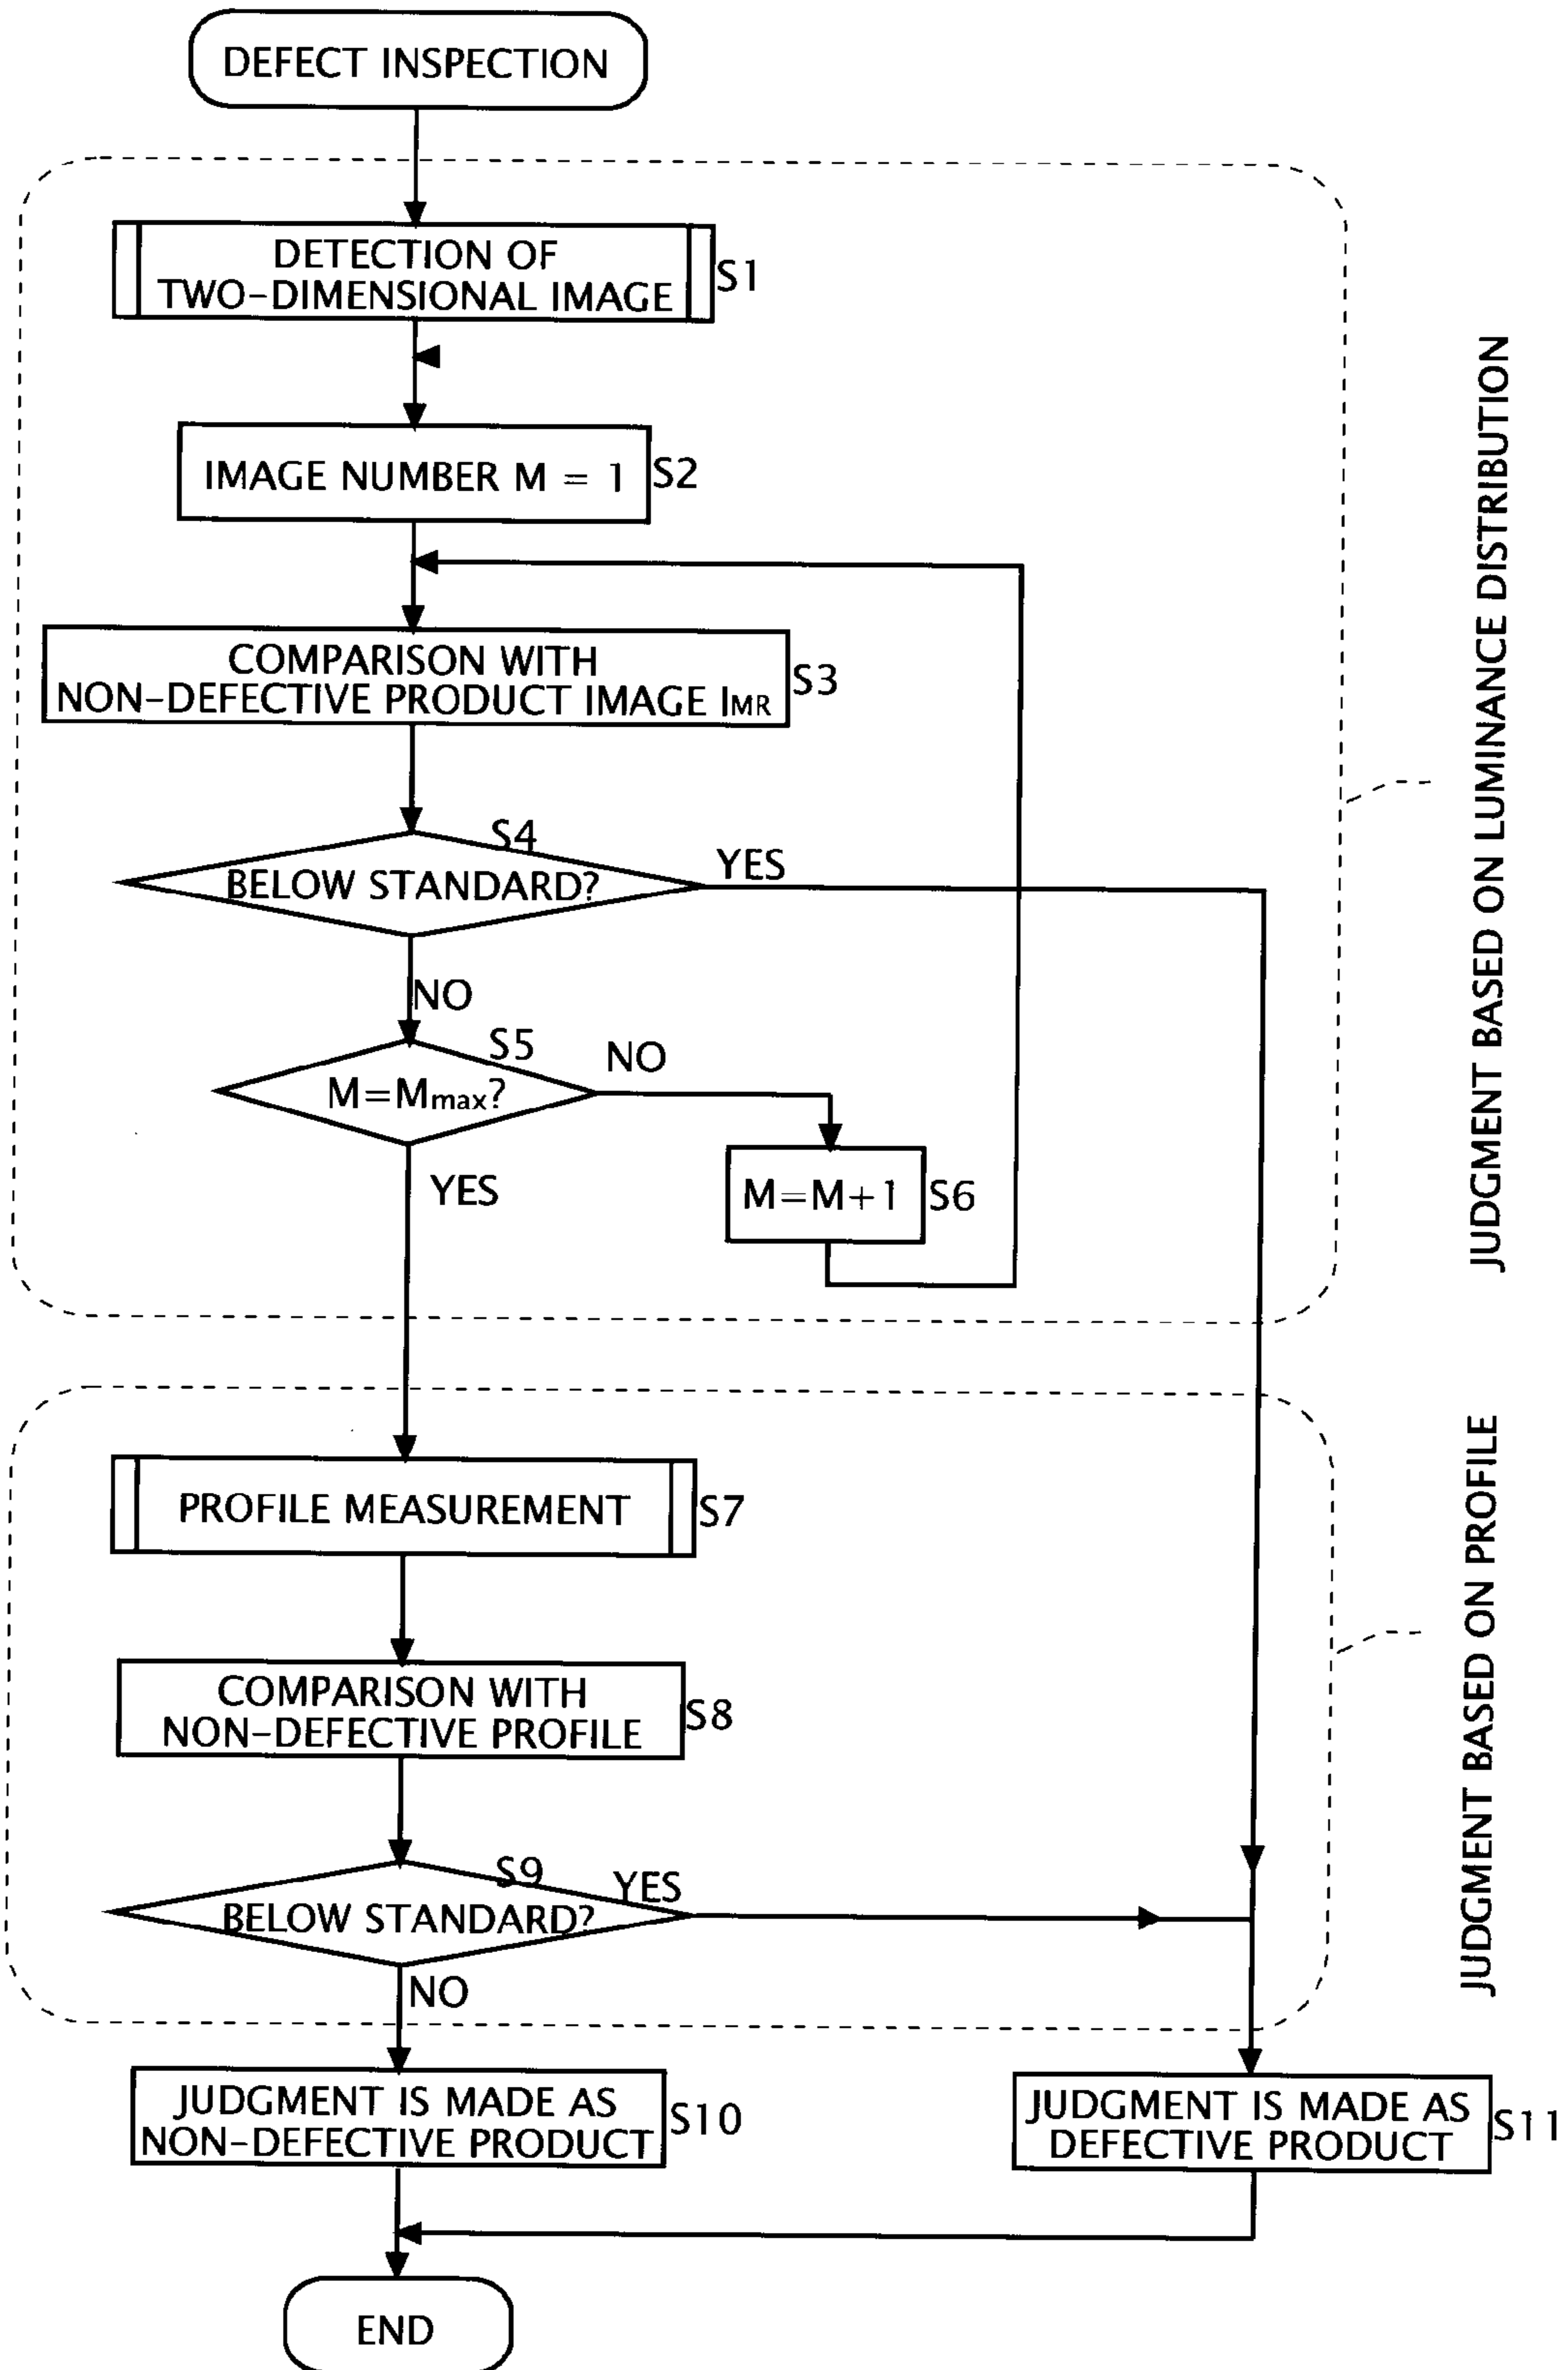 DEFECT INSPECTION
DETECTION OF
TWO-DIMENSIONAL IMAGE
S1
IMAGE NUMBER M = 1
S2
COMPARISON WITH
NON-DEFECTIVE PRODUCT IMAGE IMR
S3
S4
BELOW STANDARD?
YES
NO
S5
M=Mmax?
NO
YES
M=M+1
S6
JUDGMENT BASED ON LUMINANCE DISTRIBUTION
PROFILE MEASUREMENT
S7
COMPARISON WITH
NON-DEFECTIVE PROFILE
S8
S9
BELOW STANDARD?
YES
NO
JUDGMENT BASED ON PROFILE
JUDGMENT IS MADE AS
NON-DEFECTIVE PRODUCT
S10
JUDGMENT IS MADE AS
DEFECTIVE PRODUCT
S11
END